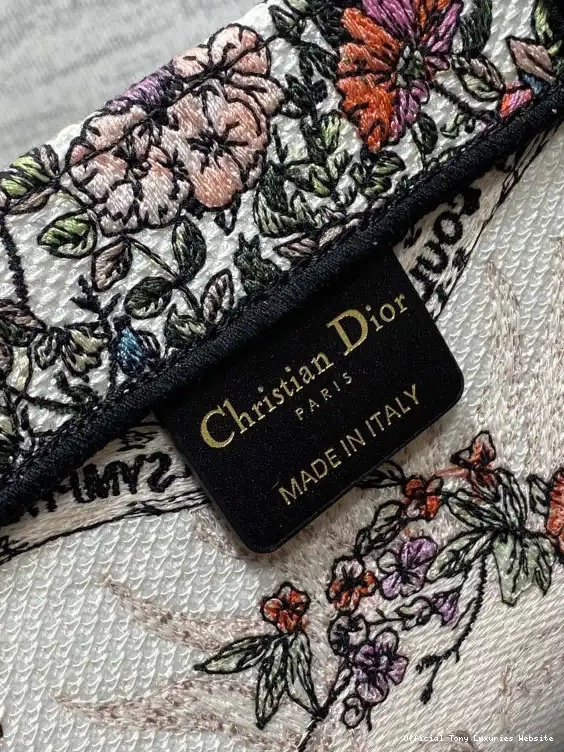 Christian Dior
PARIS
MADE IN ITALY
Official Tony Luxuries Website